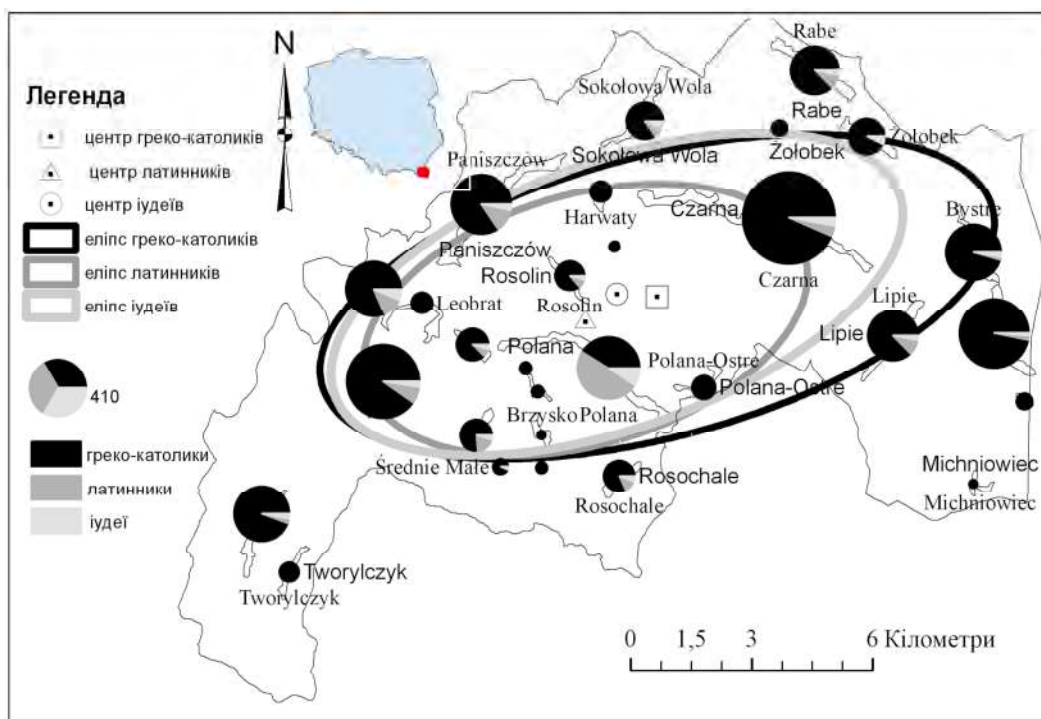 N
Легенда
центр греко-католиків
центр латинників
центр іудеїв
еліпс греко-католиків
еліпс латинників
еліпс іудеїв
410
греко-католики
латинники
іудеї
Rabe
Rabe
Sokołowa Wola
Sokołowa Wola
Żołobek
Żołobek
Paniszczów
Paniszczów
Harwaty
Czarna
Czarna
Bystre
Rosolin
Rosolin
Leobrat
Lipie
Lipie
Polana
Polana-Ostre
Polana-Ostre
Brzysko
Polana
Średnie Małe
Rosochale
Rosochale
Michniowiec
Michniowiec
Tworylczyk
Tworylczyk
0 1,5 3 6 Кілометри